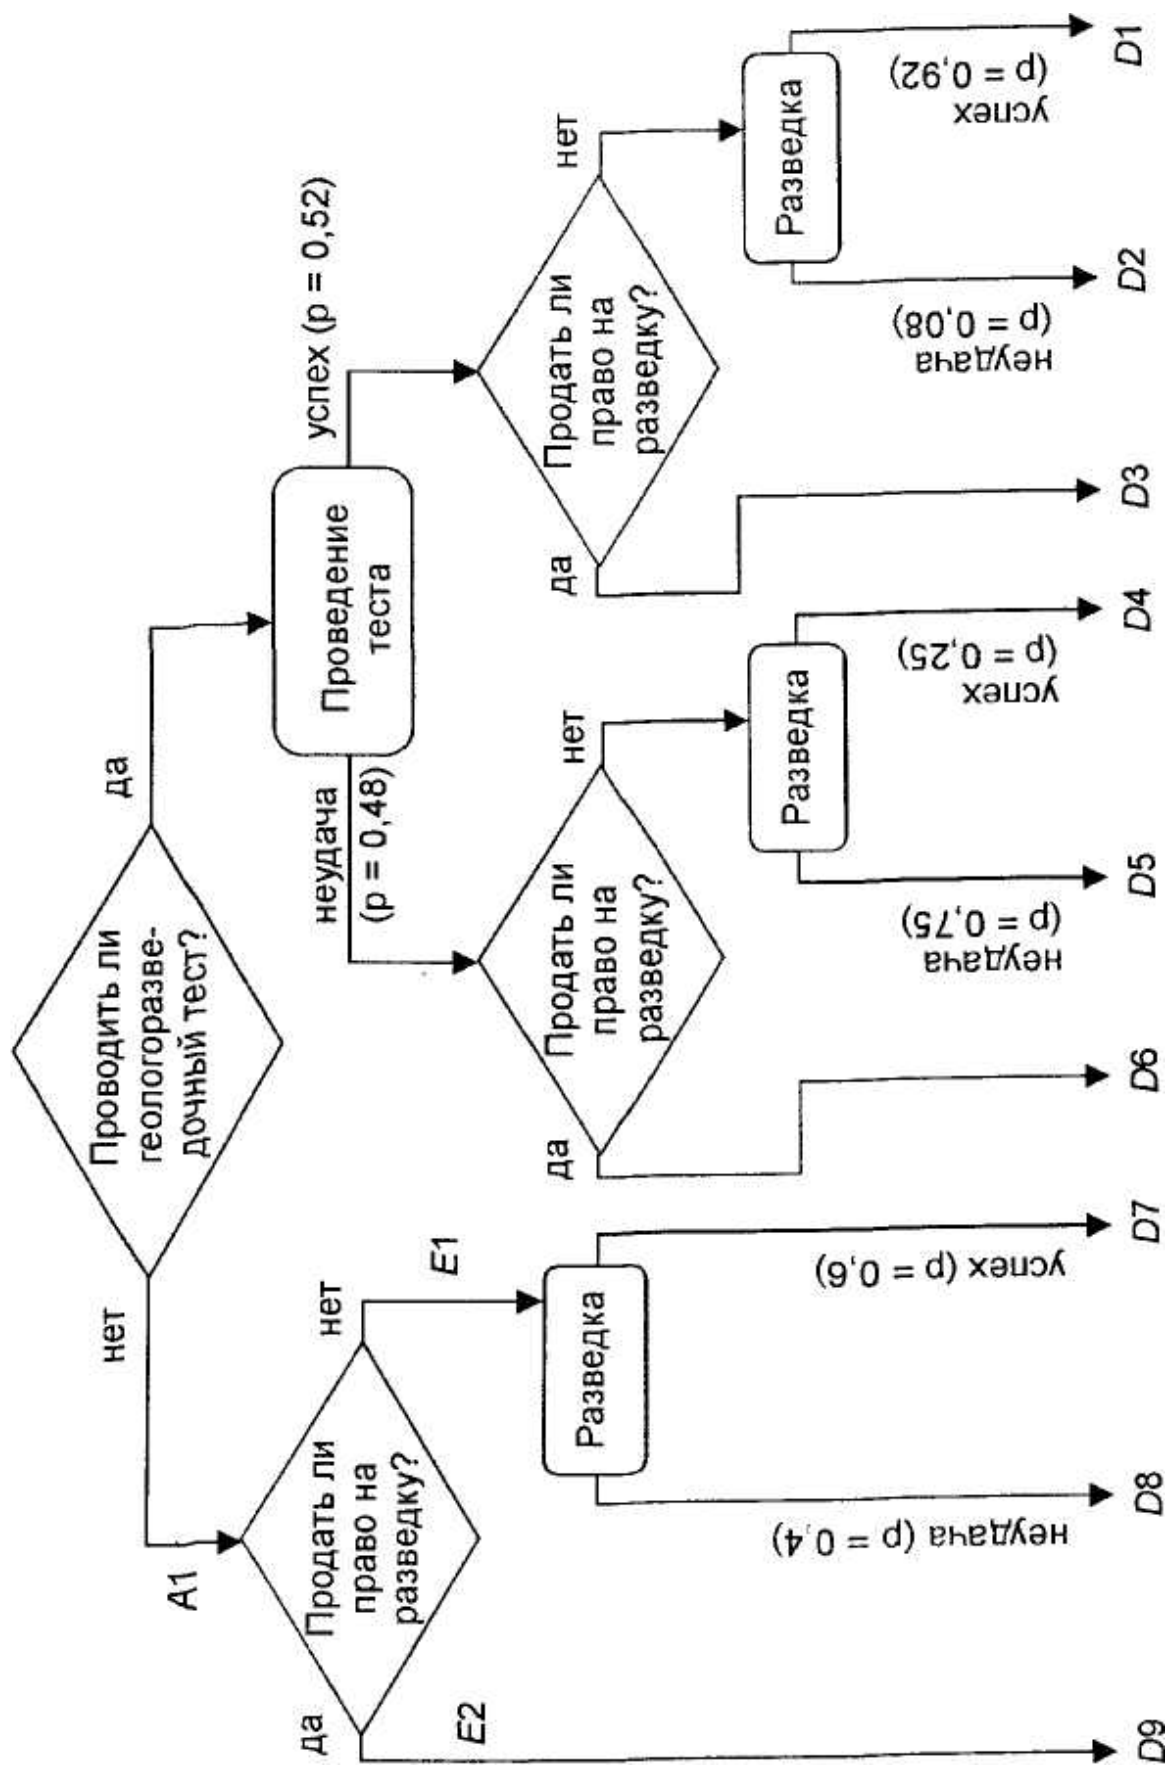 Проводить ли
геологоразве-
дочный тест?
нет
да
A1
Продать ли
право на
разведку?
да
нет
E2
E1
Разведка
неудача (p = 0,4)
успех (p = 0,6)
Проведение
теста
неудача
(p = 0,48)
успех (p = 0,52)
Продать ли
право на
разведку?
да
нет
Разведка
неудача
(p = 0,75)
успех
(p = 0,25)
Продать ли
право на
разведку?
да
нет
Разведка
неудача
(p = 0,08)
успех
(p = 0,92)
D9
D8
D7
D6
D5
D4
D3
D2
D1